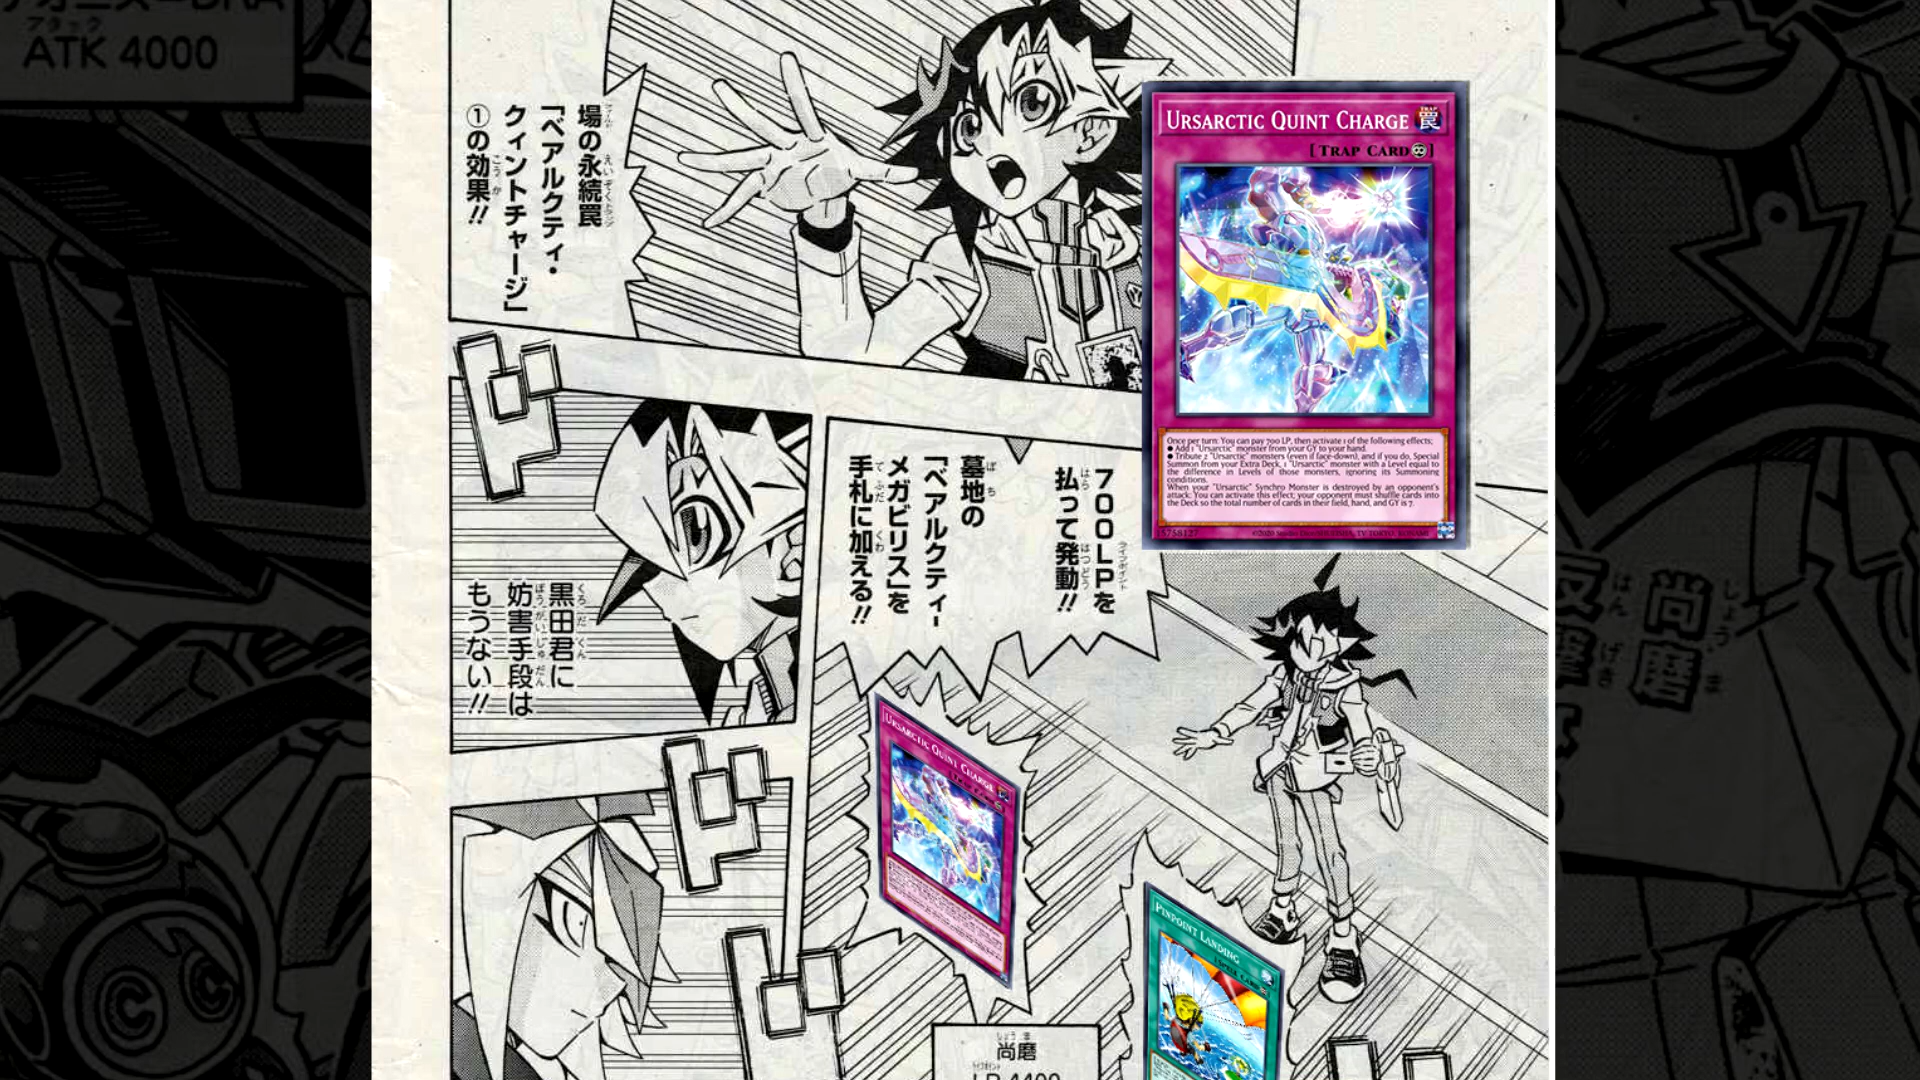 ATK 4000
場の永続罠
「ベアルクティ・
クィントチャージ」
①の効果!!
URSARCTIC QUINT CHARGE
[TRAP CARD]
Once per turn: You can pay 700 LP, then activate 1 of the following effects;
● Add 1 "Ursarctic" monster from your GY to your hand.
● Tribute 2 "Ursarctic" monsters (even if face-down), and if you do, Special
Summon from your Extra Deck, 1 "Ursarctic" monster with a Level equal to
the difference in Levels of those monsters, ignoring its Summoning
conditions.
When your "Ursarctic" Synchro Monster is destroyed by an opponent's
attack: You can activate this effect; your opponent must shuffle cards into
the Deck so the total number of cards in their field, hand, and GY is 7.
700LPを
払って発動!!
墓地の
「ベアルクティ-
メガビリス」を
手札に加える!!
黒田君に
妨害手段は
もうない!!
URSARCTIC QUINT CHARGE
PINPOINT LANDING
尚磨
LP 4400
尚磨